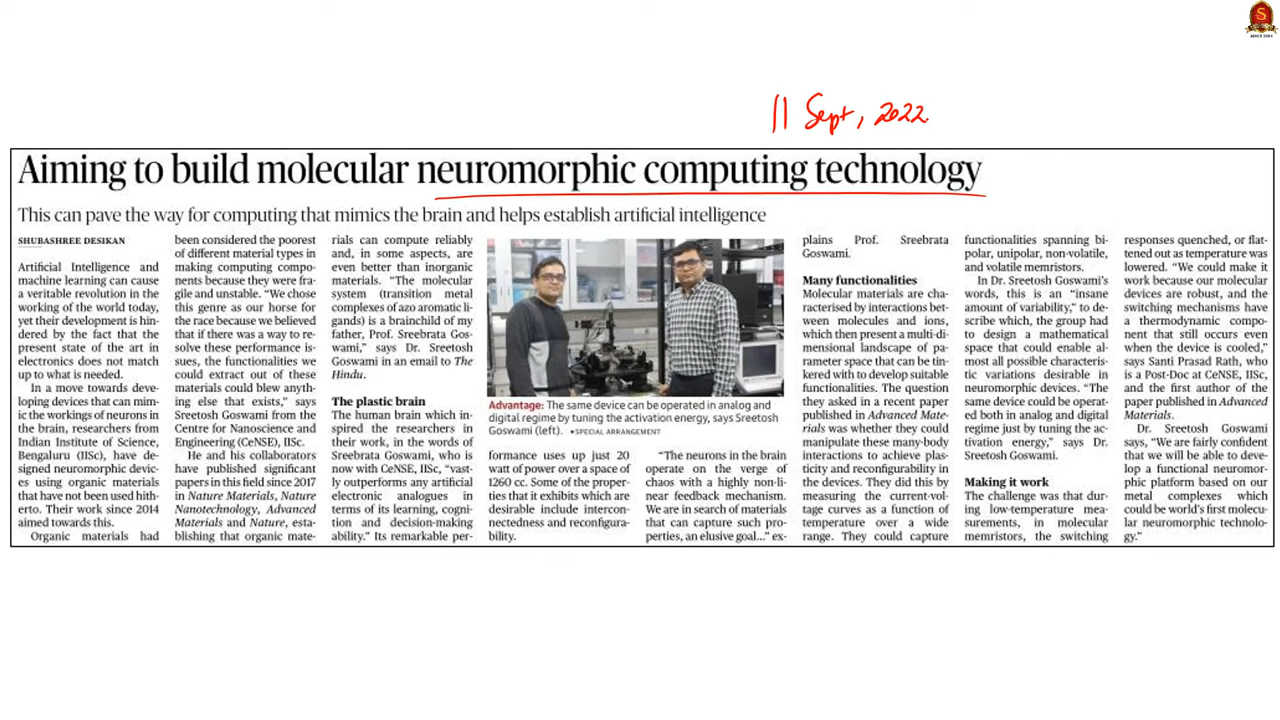 S
SINCE 2004
11 Sept, 2022
Aiming to build molecular neuromorphic computing technology
This can pave the way for computing that mimics the brain and helps establish artificial intelligence
SHUBASHREE DESIKAN
Artificial Intelligence and
machine learning can cause
a veritable revolution in the
working of the world today,
yet their development is hin-
dered by the fact that the
present state of the art in
electronics does not match
up to what is needed.
In a move towards deve-
loping devices that can mim-
ic the workings of neurons in
the brain, researchers from
Indian Institute of Science,
Bengaluru (IISc), have de-
signed neuromorphic devic-
es using organic materials
that have not been used hith-
erto. Their work since 2014
aimed towards this.
Organic materials had
been considered the poorest
of different material types in
making computing compo-
nents because they were fra-
gile and unstable. “We chose
this genre as our horse for
the race because we believed
that if there was a way to re-
solve these performance is-
sues, the functionalities we
could extract out of these
materials could blew anyth-
ing else that exists,” says
Sreetosh Goswami from the
Centre for Nanoscience and
Engineering (CeNSE), IISc.
He and his collaborators
have published significant
papers in this field since 2017
in Nature Materials, Nature
Nanotechnology, Advanced
Materials and Nature, esta-
blishing that organic mate-
rials can compute reliably
and, in some aspects, are
even better than inorganic
materials. “The molecular
system (transition metal
complexes of azo aromatic li-
gands) is a brainchild of my
father, Prof. Sreebrata Gos-
wami,” says Dr. Sreetosh
Goswami in an email to The
Hindu.
The plastic brain
The human brain which in-
spired the researchers in
their work, in the words of
Sreebrata Goswami, who is
now with CeNSE, IISc, “vast-
ly outperforms any artificial
electronic analogues in
terms of its learning, cogni-
tion and decision-making
ability.” Its remarkable per-
Advantage: The same device can be operated in analog and
digital regime by tuning the activation energy, says Sreetosh
Goswami (left). •SPECIAL ARRANGEMENT
formance uses up just 20
watt of power over a space of
1260 cc. Some of the proper-
ties that it exhibits which are
desirable include intercon-
nectedness and reconfigura-
bility.
“The neurons in the brain
operate on the verge of
chaos with a highly non-li-
near feedback mechanism.
We are in search of materials
that can capture such pro-
perties, an elusive goal...” ex-
plains Prof. Sreebrata
Goswami.
Many functionalities
Molecular materials are cha-
racterised by interactions be-
tween molecules and ions,
which then present a multi-di-
mensional landscape of pa-
rameter space that can be tin-
kered with to develop suitable
functionalities. The question
they asked in a recent paper
published in Advanced Mate-
rials was whether they could
manipulate these many-body
interactions to achieve plas-
ticity and reconfigurability in
the devices. They did this by
measuring the current-vol-
tage curves as a function of
temperature over a wide
range. They could capture
functionalities spanning bi-
polar, unipolar, non-volatile,
and volatile memristors.
In Dr. Sreetosh Goswami’s
words, this is an “insane
amount of variability,” to de-
scribe which, the group had
to design a mathematical
space that could enable al-
most all possible characteris-
tic variations desirable in
neuromorphic devices. “The
same device could be operat-
ed both in analog and digital
regime just by tuning the ac-
tivation energy,” says Dr.
Sreetosh Goswami.
Making it work
The challenge was that dur-
ing low-temperature mea-
surements, in molecular
memristors, the switching
responses quenched, or flat-
tened out as temperature was
lowered. “We could make it
work because our molecular
devices are robust, and the
switching mechanisms have
a thermodynamic compo-
nent that still occurs even
when the device is cooled,”
says Santi Prasad Rath, who
is a Post-Doc at CeNSE, IISc,
and the first author of the
paper published in Advanced
Materials.
Dr. Sreetosh Goswami
says, “We are fairly confident
that we will be able to deve-
lop a functional neuromor-
phic platform based on our
metal complexes which
could be world’s first molecu-
lar neuromorphic technolo-
gy.”